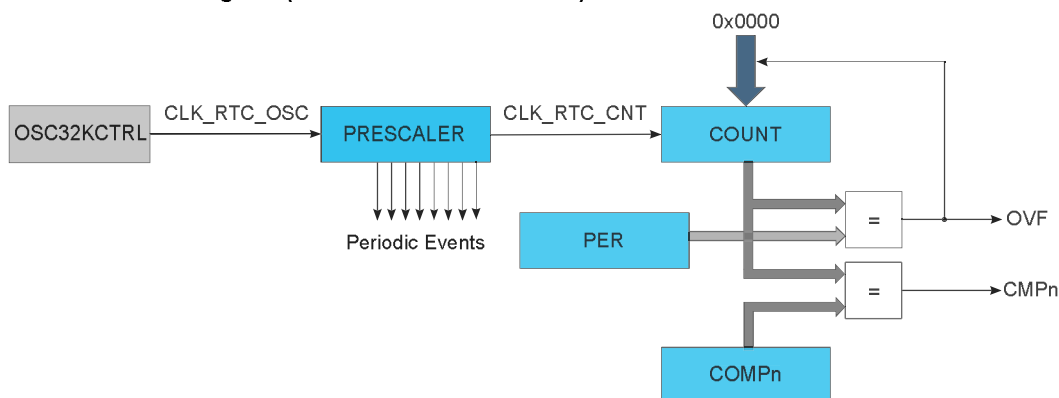 0x0000
OSC32KCTRL
CLK_RTC_OSC
PRESCALER
CLK_RTC_CNT
COUNT
Periodic Events
PER
=
OVF
=
CMPn
COMPn